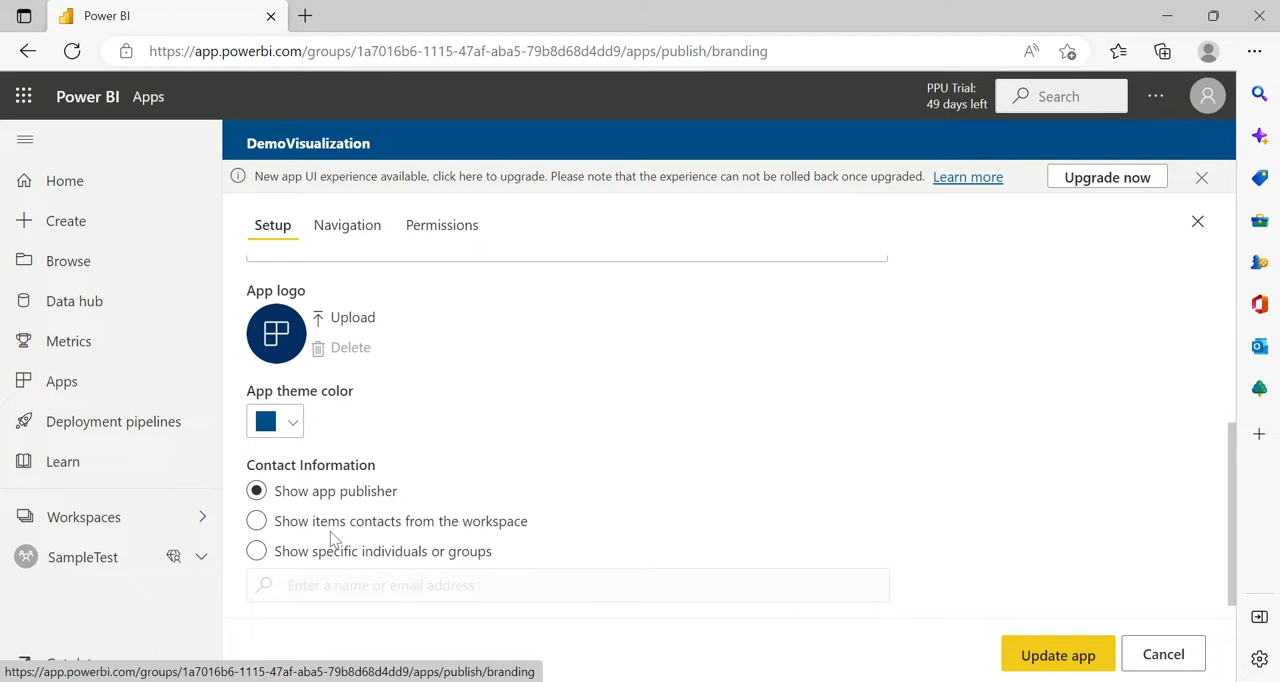 Power BI
https://app.powerbi.com/groups/1a7016b6-1115-47af-aba5-79b8d68d4dd9/apps/publish/branding
Power BI Apps
PPU Trial:
49 days left
Search
DemoVisualization
New app UI experience available, click here to upgrade. Please note that the experience can not be rolled back once upgraded. Learn more
Upgrade now
Home
Create
Browse
Data hub
Metrics
Apps
Deployment pipelines
Learn
Workspaces
SampleTest
Setup Navigation Permissions
App logo
Upload
Delete
App theme color
Contact Information
Show app publisher
Show items contacts from the workspace
Show specific individuals or groups
Enter a name or email address
Update app Cancel
https://app.powerbi.com/groups/1a7016b6-1115-47af-aba5-79b8d68d4dd9/apps/publish/branding